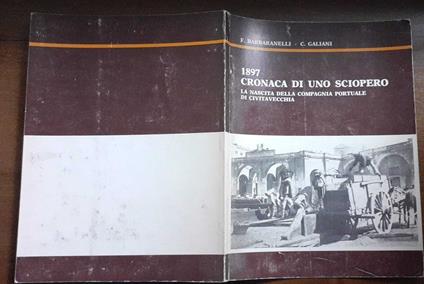 F. BARBARANELLI - C. GALIANI
1897
CRONACA DI UNO SCIOPERO
LA NASCITA DELLA COMPAGNIA PORTUALE
DI CIVITAVECCHIA